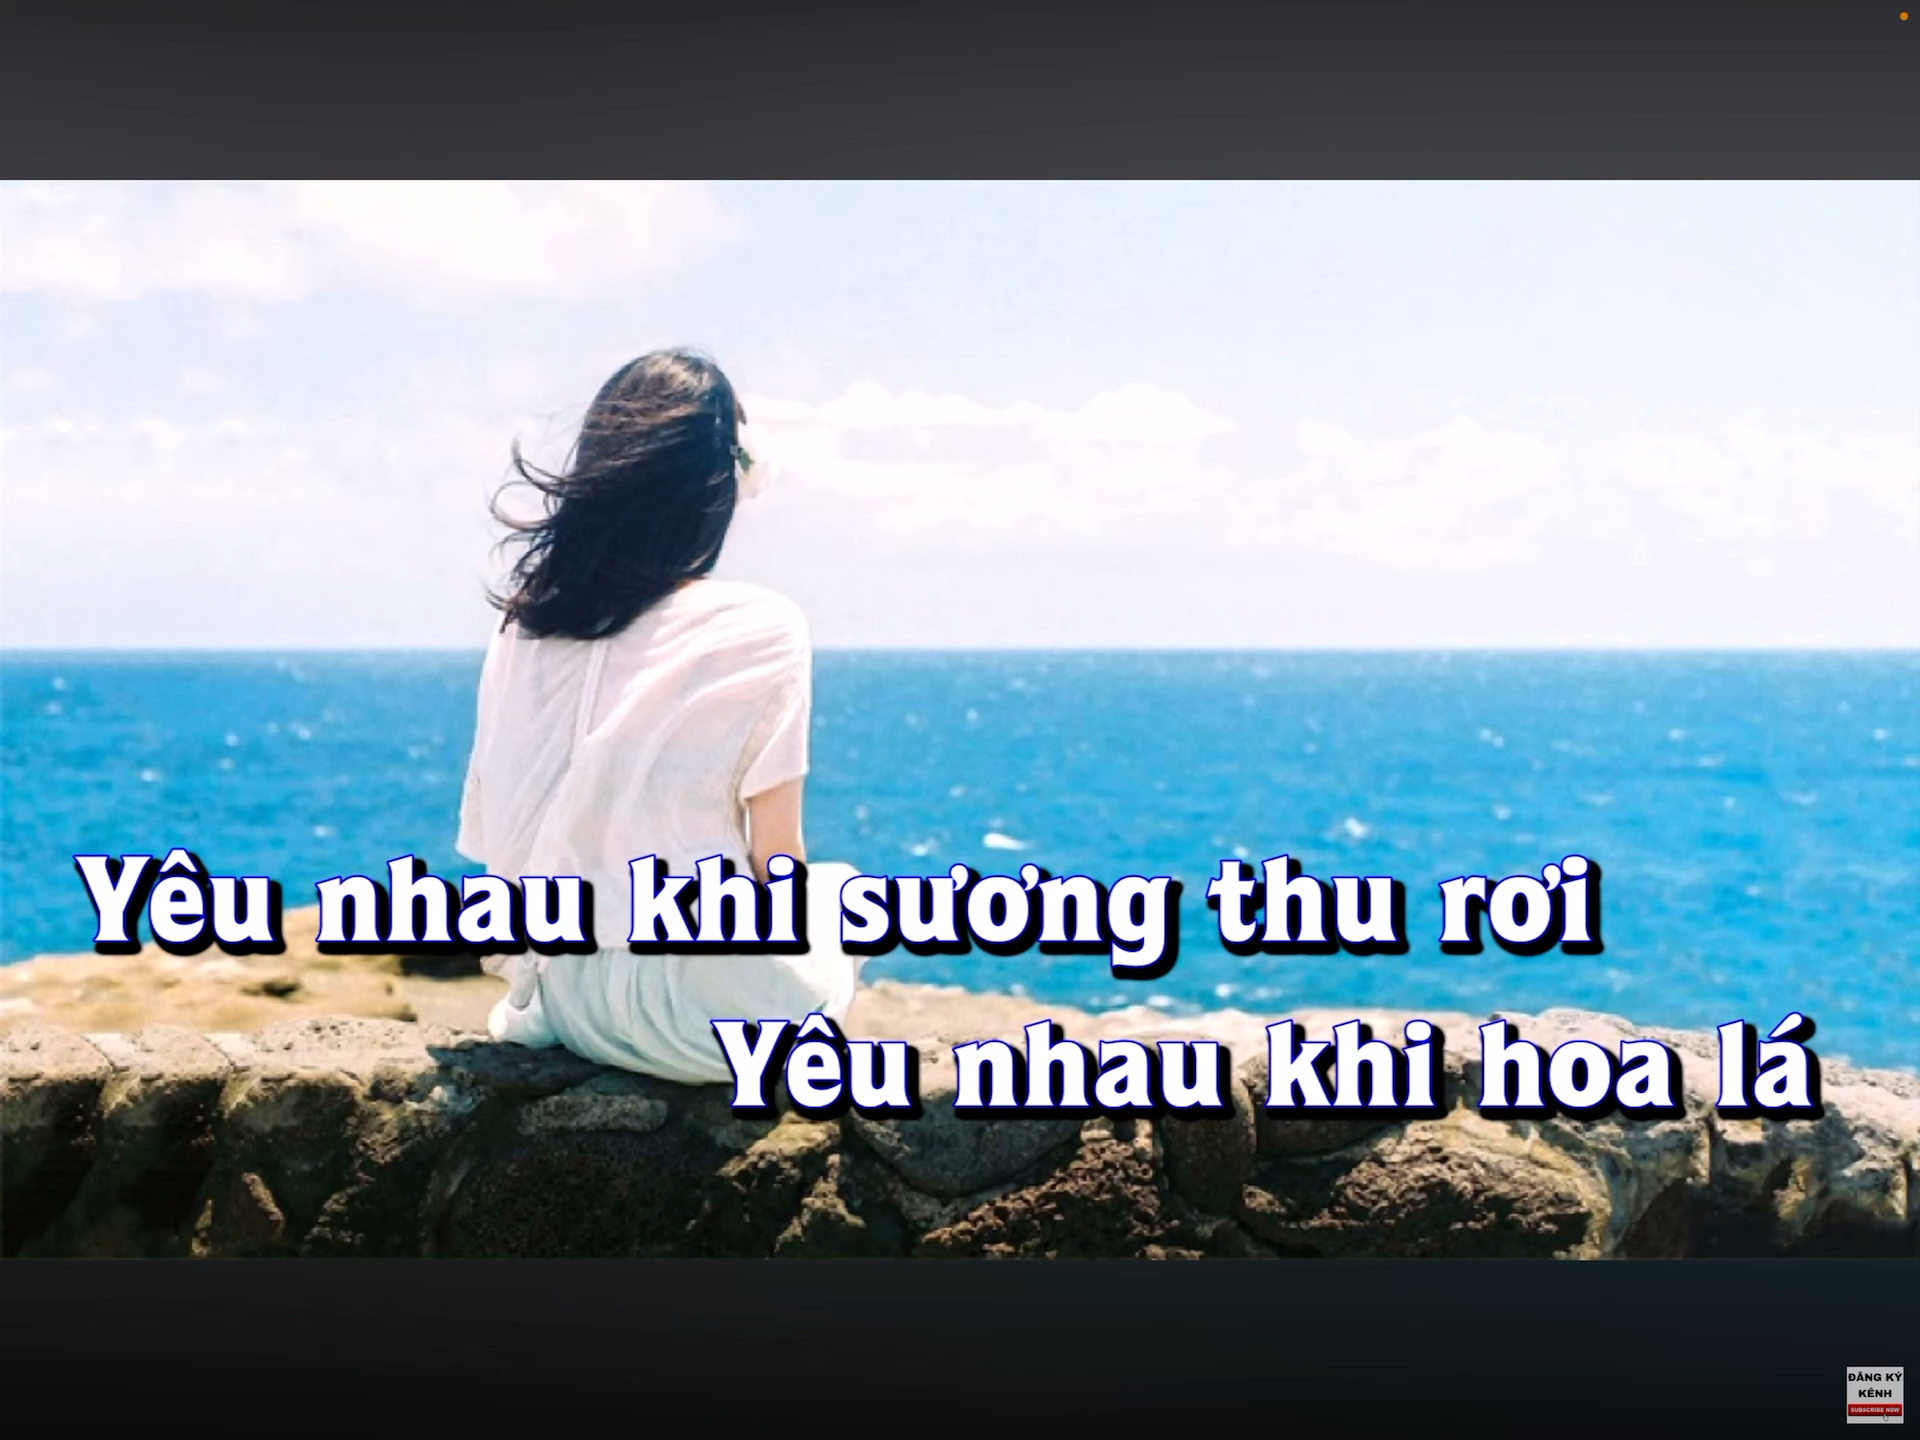 Yêu nhau khi sương thu rơi
Yêu nhau khi hoa lá
ĐĂNG KÝ
KÊNH
SUBSCRIBE NOW